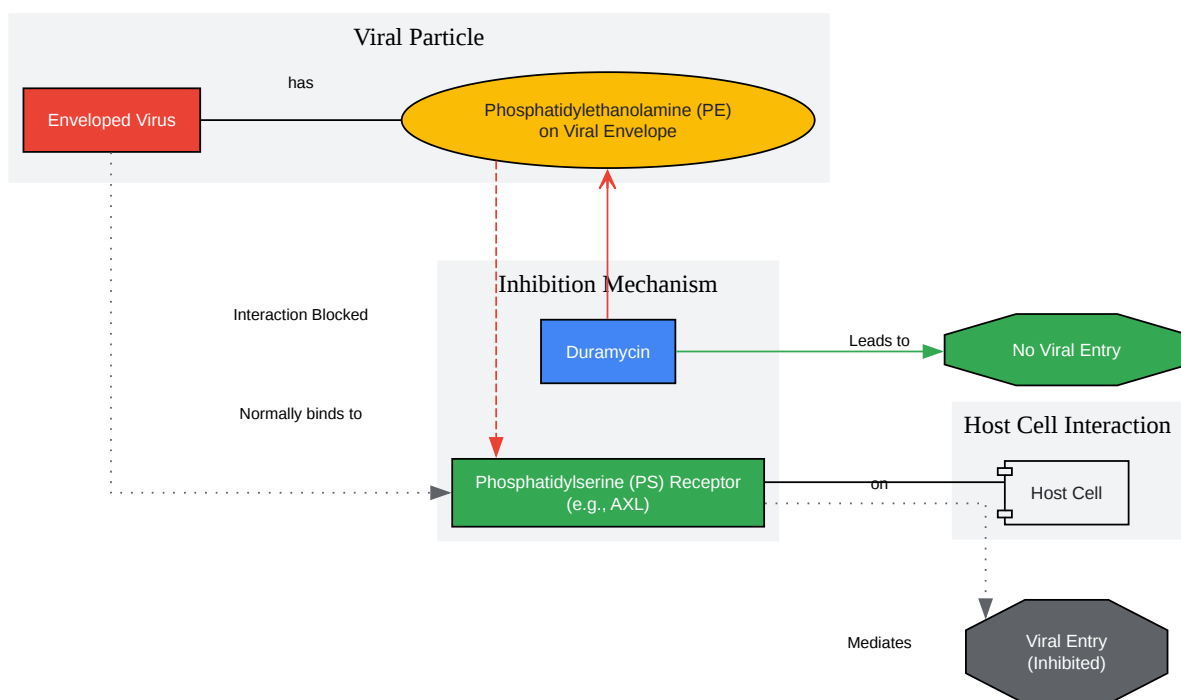 Viral Particle
has
Enveloped Virus
Phosphatidylethanolamine (PE)
on Viral Envelope
Inhibition Mechanism
Interaction Blocked
Duramycin
Leads to
No Viral Entry
Normally binds to
Host Cell Interaction
Phosphatidylserine (PS) Receptor
(e.g., AXL)
on
Host Cell
Mediates
Viral Entry
(Inhibited)